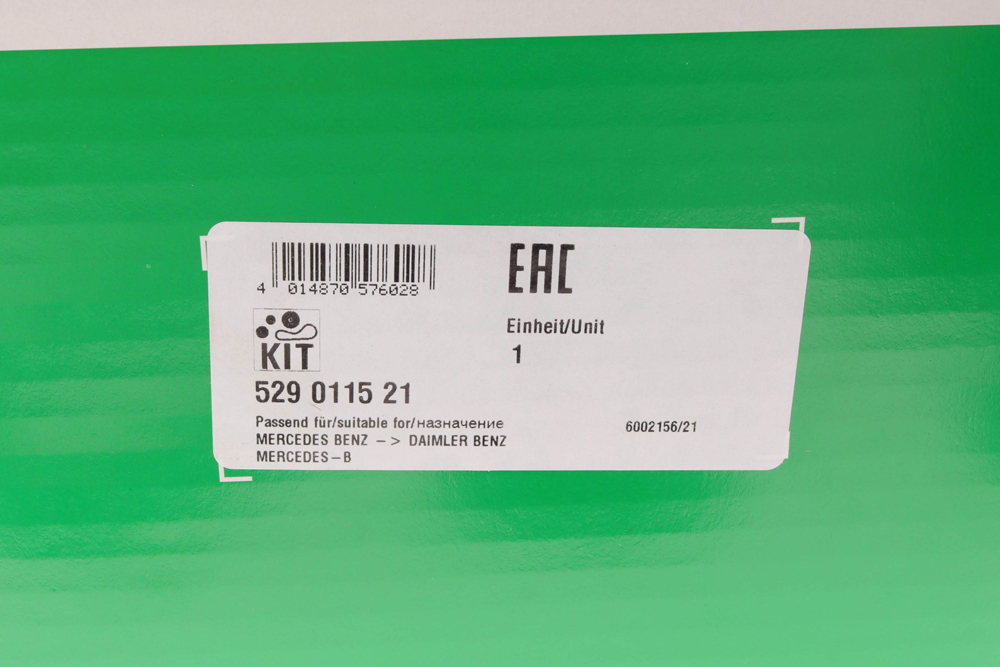 4 014870 576028
EAC
Einheit/Unit
1
KIT
529 0115 21
Passend für/suitable for/назначение
MERCEDES BENZ -> DAIMLER BENZ
MERCEDES-B
6002156/21